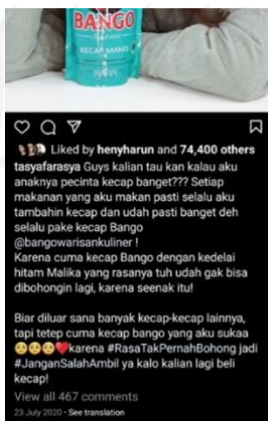 BANGO
KECAP MANIS
Liked by henyharun and 74,400 others
tasyafarasya Guys kalian tau kan kalau aku
anaknya pecinta kecap banget??? Setiap
makanan yang aku makan pasti selalu aku
tambahin kecap dan udah pasti banget deh
selalu pake kecap Bango
@bangowarisankuliner !
Karena cuma kecap Bango dengan kedelai
hitam Malika yang rasanya tuh udah gak bisa
dibohongin lagi, karena seenak itu!
Biar diluar sana banyak kecap-kecap lainnya,
tapi tetep cuma kecap bango yang aku sukaa
🥺🥺🥺❤️karena #RasaTakPernahBohong jadi
#JanganSalahAmbil ya kalo kalian lagi beli
kecap!
View all 467 comments
23 July 2020 • See translation